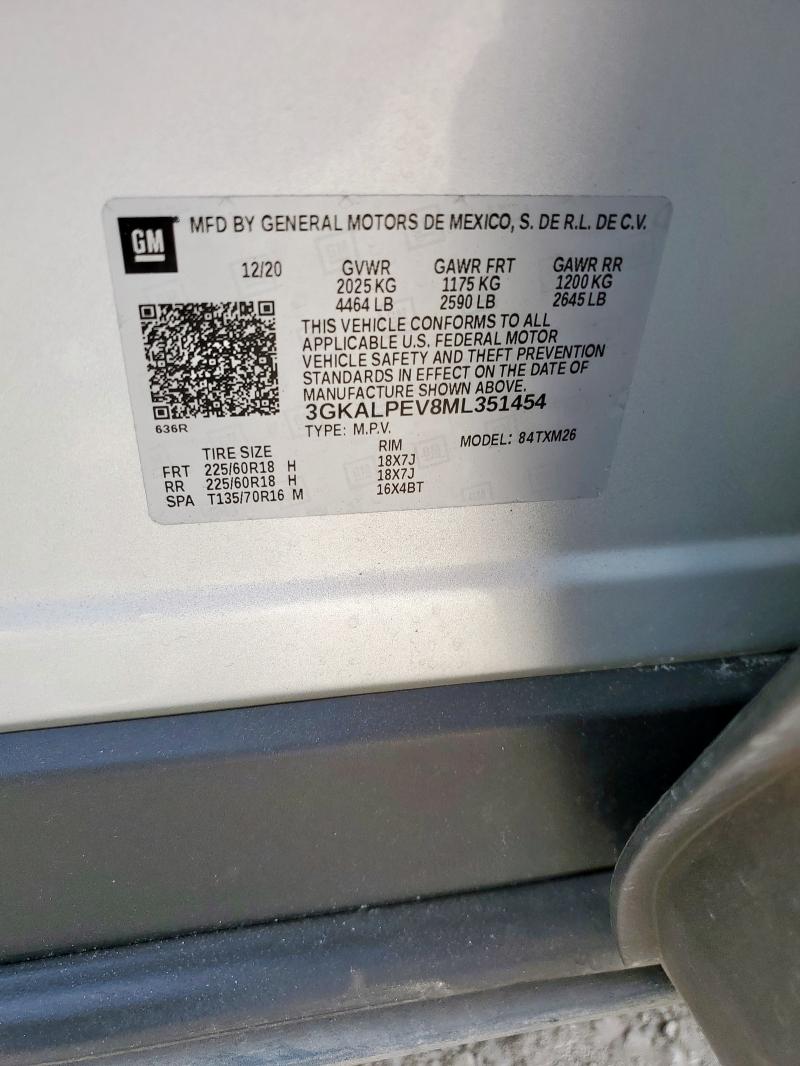 GM
MFD BY GENERAL MOTORS DE MEXICO, S. DE R.L. DE C.V.
12/20 GVWR GAWR FRT GAWR RR
2025 KG 1175 KG 1200 KG
4464 LB 2590 LB 2645 LB
THIS VEHICLE CONFORMS TO ALL
APPLICABLE U.S. FEDERAL MOTOR
VEHICLE SAFETY AND THEFT PREVENTION
STANDARDS IN EFFECT ON THE DATE OF
MANUFACTURE SHOWN ABOVE.
3GKALPEV8ML351454
636R
TYPE: M.P.V. MODEL: 84TXM26
TIRE SIZE RIM
FRT 225/60R18 H 18X7J
RR 225/60R18 H 18X7J
SPA T135/70R16 M 16X4BT